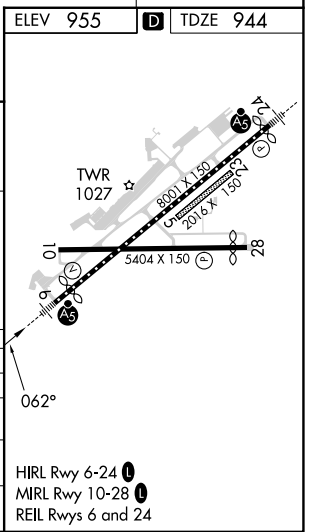 ELEV 955 D TDZE 944
24
A5
P
TWR
1027
8001 X 150
23
5
2016 X 150
10
5404 X 150
P
28
V
6
A5
062°
HIRL Rwy 6-24 L
MIRL Rwy 10-28 L
REIL Rwys 6 and 24